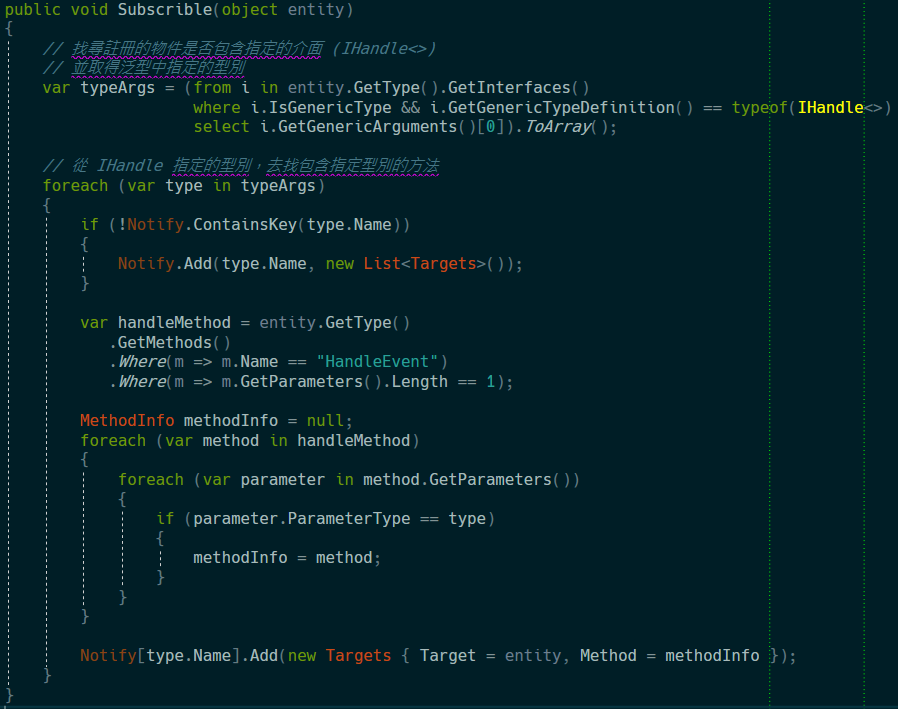 public void Subscrible(object entity)
{
// 找尋註冊的物件是否包含指定的介面 (IHandle<>)
// 並取得泛型中指定的型別
var typeArgs = (from i in entity.GetType().GetInterfaces()
where i.IsGenericType && i.GetGenericTypeDefinition() == typeof(IHandle<>)
select i.GetGenericArguments()[0]).ToArray();
// 從 IHandle 指定的型別，去找包含指定型別的方法
foreach (var type in typeArgs)
{
if (!Notify.ContainsKey(type.Name))
{
Notify.Add(type.Name, new List<Targets>());
}
var handleMethod = entity.GetType()
.GetMethods()
.Where(m => m.Name == "HandleEvent")
.Where(m => m.GetParameters().Length == 1);
MethodInfo methodInfo = null;
foreach (var method in handleMethod)
{
foreach (var parameter in method.GetParameters())
{
if (parameter.ParameterType == type)
{
methodInfo = method;
}
}
}
Notify[type.Name].Add(new Targets { Target = entity, Method = methodInfo });
}
}